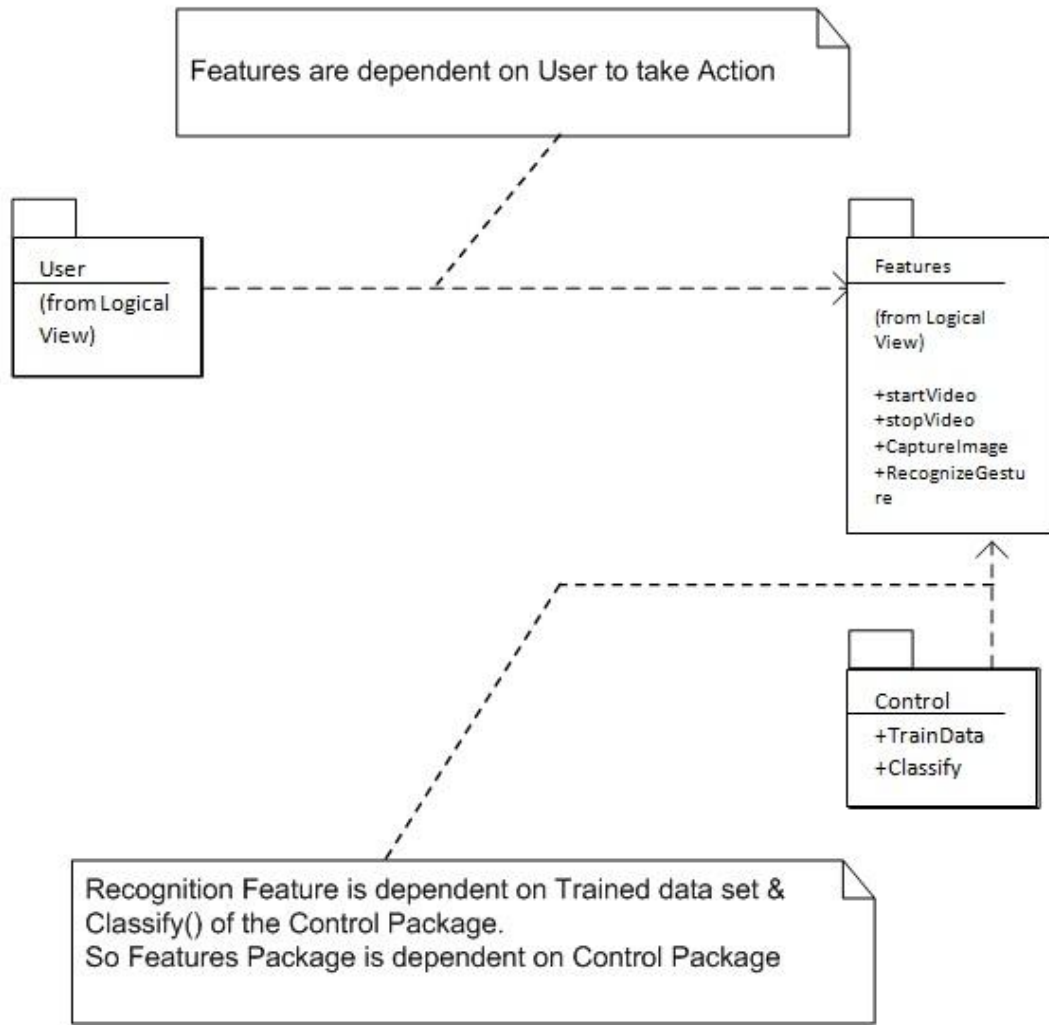 Features are dependent on User to take Action
User
(from Logical
View)
Features
(from Logical
View)
+startVideo
+stopVideo
+CaptureImage
+RecognizeGestu
re
Control
+TrainData
+Classify
Recognition Feature is dependent on Trained data set &
Classify() of the Control Package.
So Features Package is dependent on Control Package